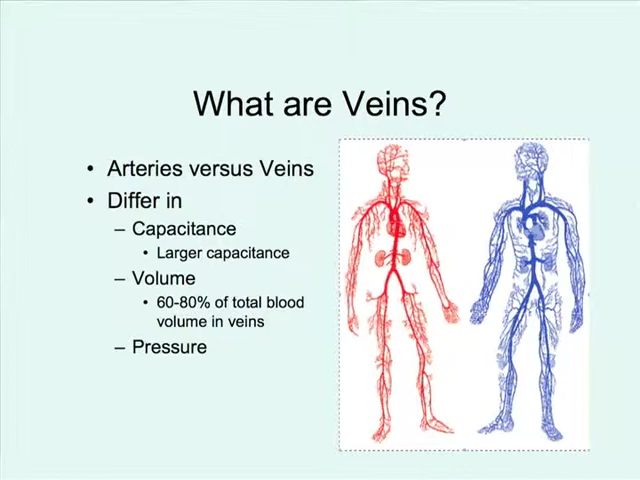 What are Veins?
• Arteries versus Veins
• Differ in
– Capacitance
• Larger capacitance
– Volume
• 60-80% of total blood
volume in veins
– Pressure